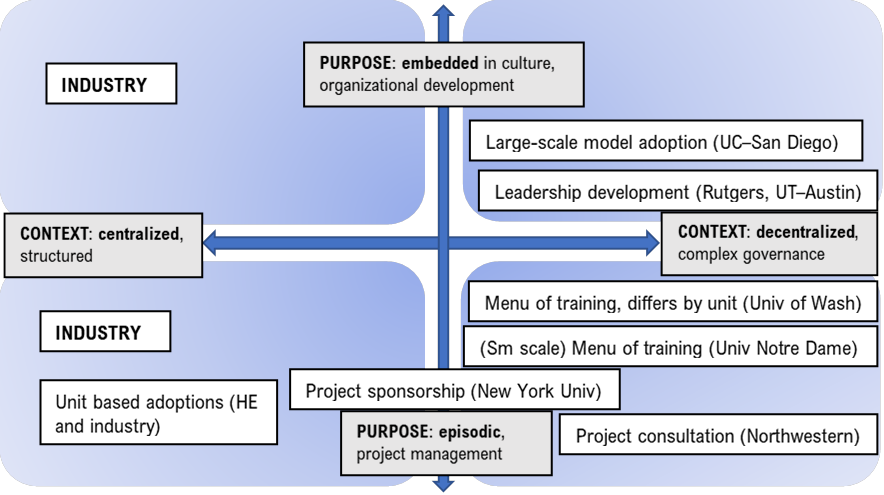 PURPOSE: embedded in culture,
organizational development
INDUSTRY
Large-scale model adoption (UC–San Diego)
Leadership development (Rutgers, UT–Austin)
CONTEXT: centralized,
structured
CONTEXT: decentralized,
complex governance
Menu of training, differs by unit (Univ of Wash)
INDUSTRY
(Sm scale) Menu of training (Univ Notre Dame)
Project sponsorship (New York Univ)
Unit based adoptions (HE
and industry)
PURPOSE: episodic,
project management
Project consultation (Northwestern)